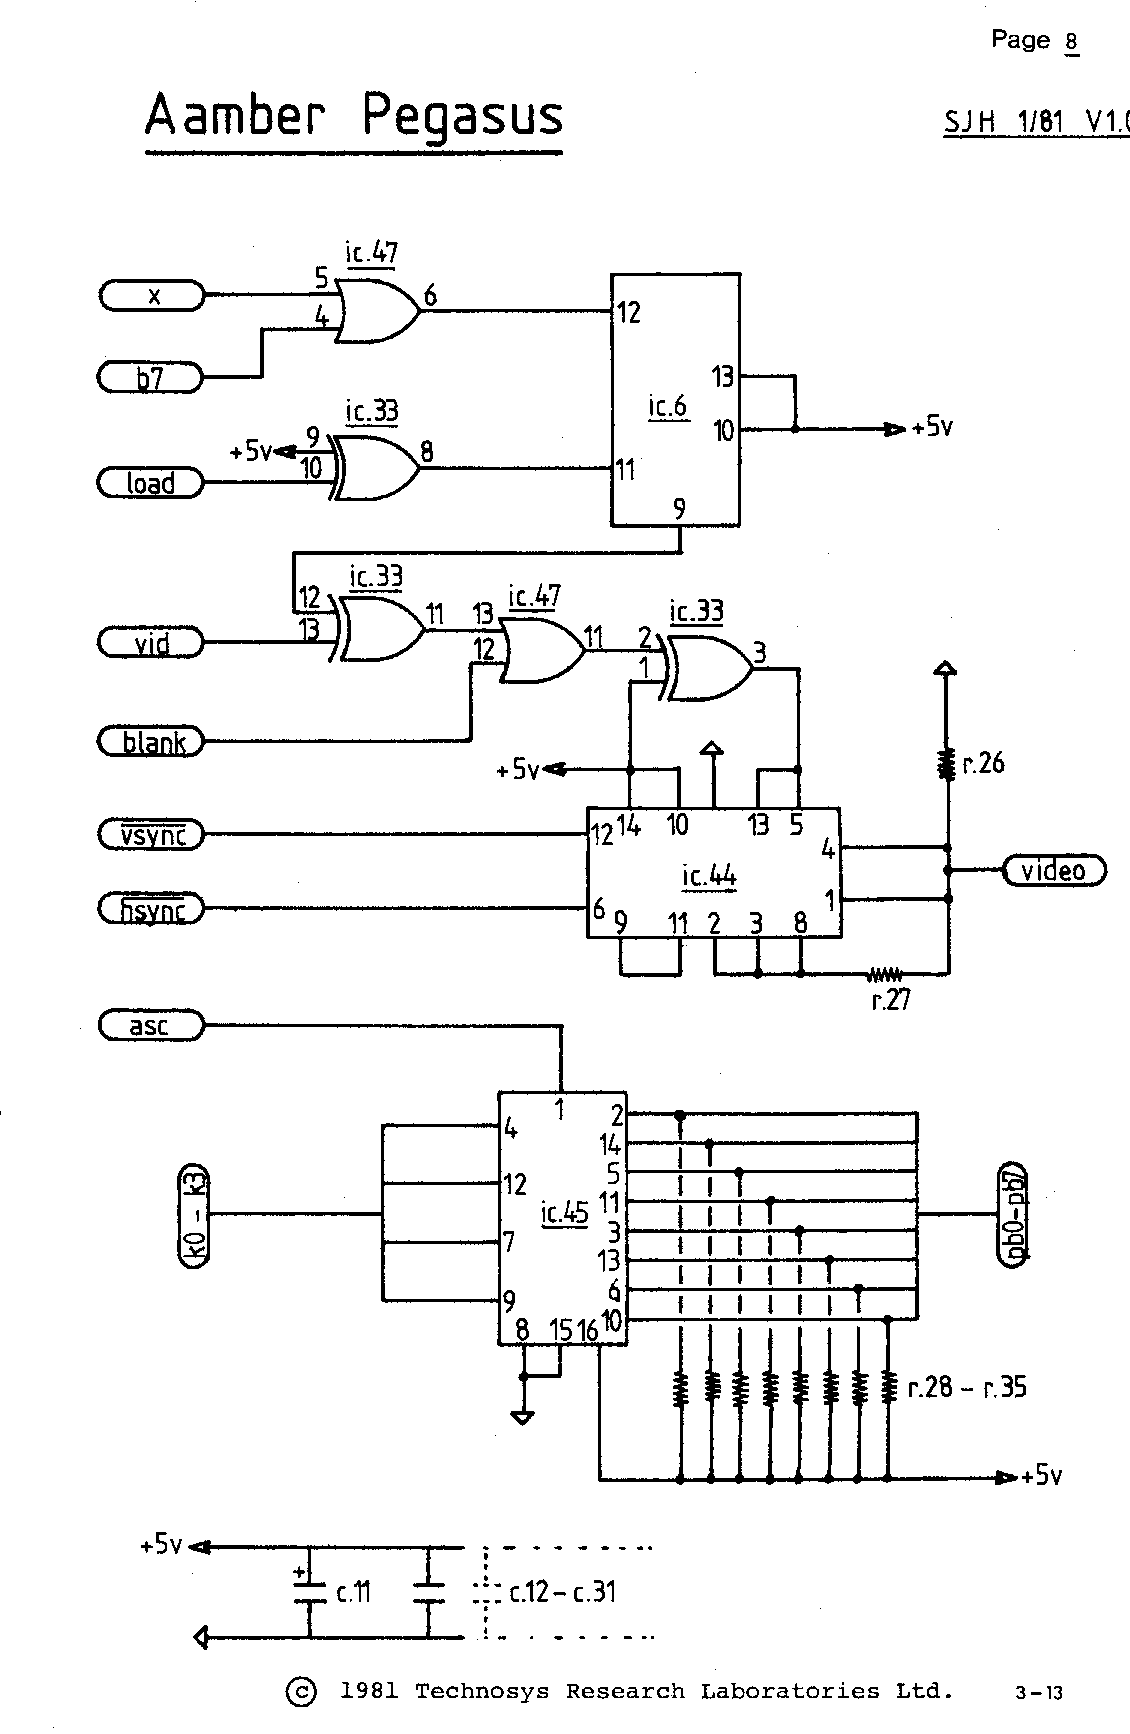 Page 8
Aamber Pegasus
SJH 1/81 V1.0
ic.47
x
5
4
6
b7
12
13
ic.6
10
+5v
ic.33
+5v
9
10
8
11
load
9
ic.33
12
13
11
vid
ic.47
13
12
11
ic.33
2
1
3
blank
+5v
r.26
vsync
12
14
10
13
5
4
ic.44
video
hsync
6
9
11
2
3
8
1
r.27
asc
1
4
12
7
9
ic.45
2
14
5
11
3
13
6
10
8
15
16
k0 - k3
pb0-pb7
r.28 - r.35
+5v
+5v
+
c.11
c.12-c.31
© 1981 Technosys Research Laboratories Ltd. 3-13